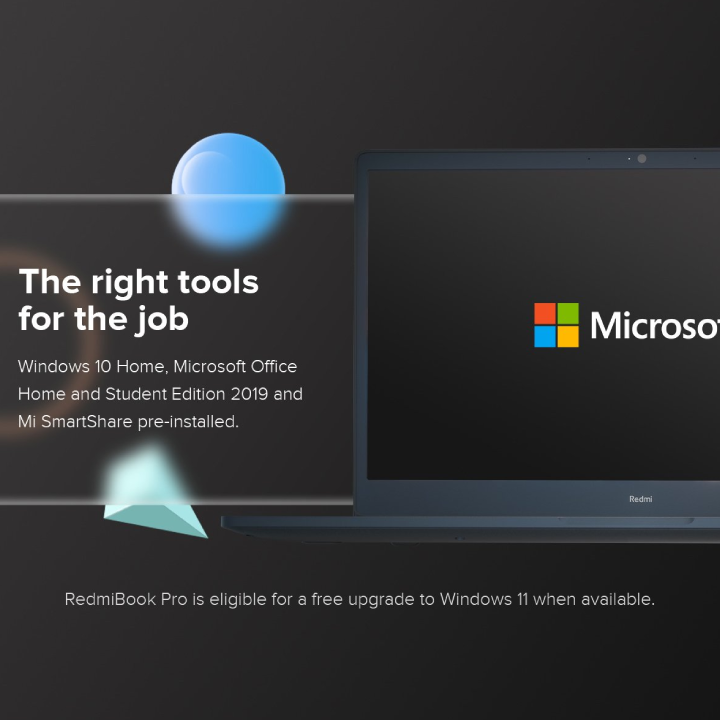 The right tools
for the job
Windows 10 Home, Microsoft Office
Home and Student Edition 2019 and
Mi SmartShare pre-installed.
Microso
Redmi
RedmiBook Pro is eligible for a free upgrade to Windows 11 when available.